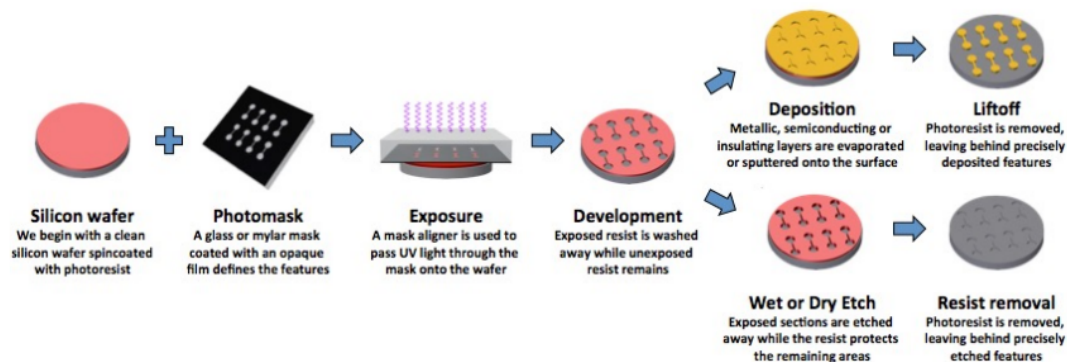 Silicon wafer
We begin with a clean
silicon wafer spincoated
with photoresist
Photomask
A glass or mylar mask
coated with an opaque
film defines the features
Exposure
A mask aligner is used to
pass UV light through the
mask onto the wafer
Development
Exposed resist is washed
away while unexposed
resist remains
Deposition
Metallic, semiconducting or
insulating layers are evaporated
or sputtered onto the surface
Liftoff
Photoresist is removed,
leaving behind precisely
deposited features
Wet or Dry Etch
Exposed sections are etched
away while the resist protects
the remaining areas
Resist removal
Photoresist is removed,
leaving behind precisely
etched features